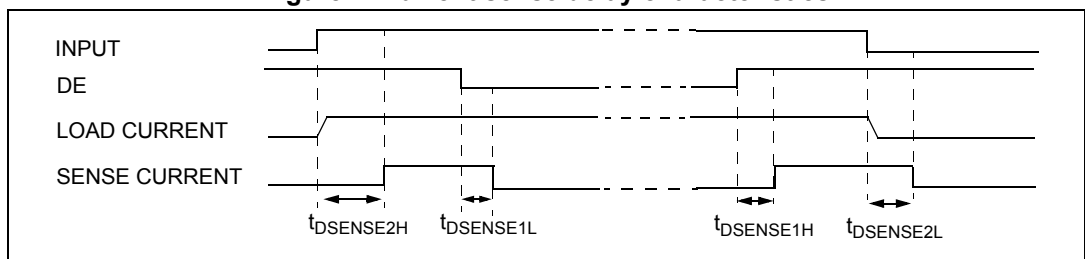 INPUT
DE
LOAD CURRENT
SENSE CURRENT
tDSENSE2H tDSENSE1L tDSENSE1H tDSENSE2L